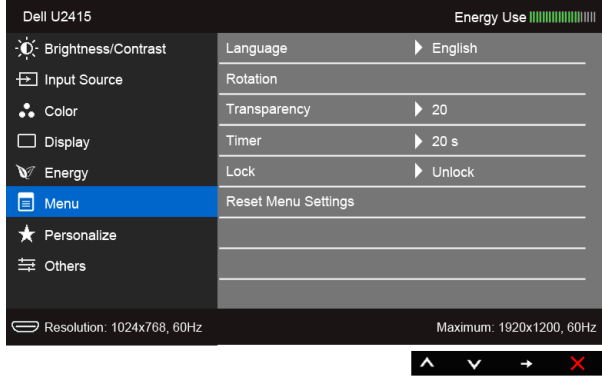 Dell U2415 Energy Use
Brightness/Contrast Language English
Input Source Rotation
Color Transparency 20
Display Timer 20 s
Energy Lock Unlock
Menu Reset Menu Settings
Personalize
Others
Resolution: 1024x768, 60Hz Maximum: 1920x1200, 60Hz